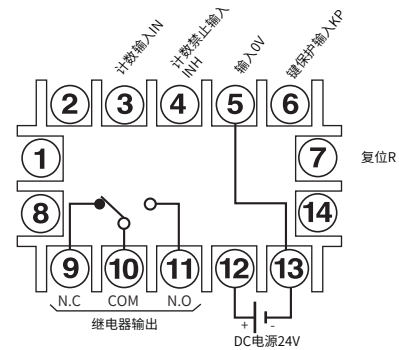 计数输入IN
计数禁止输入
INH
输入0V
键保护输入KP
2 3 4 5 6
1 7 复位R
8 14
9 10 11 12 13
N.C COM N.O
+ -
继电器输出
DC电源24V